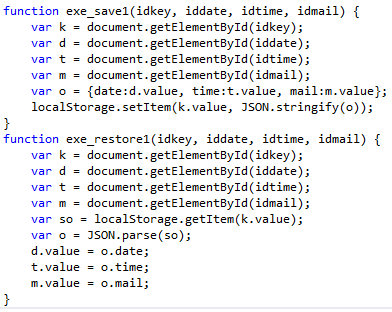 function exe_save1(idkey, iddate, idtime, idmail) {
    var k = document.getElementById(idkey);
    var d = document.getElementById(iddate);
    var t = document.getElementById(idtime);
    var m = document.getElementById(idmail);
    var o = {date:d.value, time:t.value, mail:m.value};
    localStorage.setItem(k.value, JSON.stringify(o));
}
function exe_restore1(idkey, iddate, idtime, idmail) {
    var k = document.getElementById(idkey);
    var d = document.getElementById(iddate);
    var t = document.getElementById(idtime);
    var m = document.getElementById(idmail);
    var so = localStorage.getItem(k.value);
    var o = JSON.parse(so);
    d.value = o.date;
    t.value = o.time;
    m.value = o.mail;
}